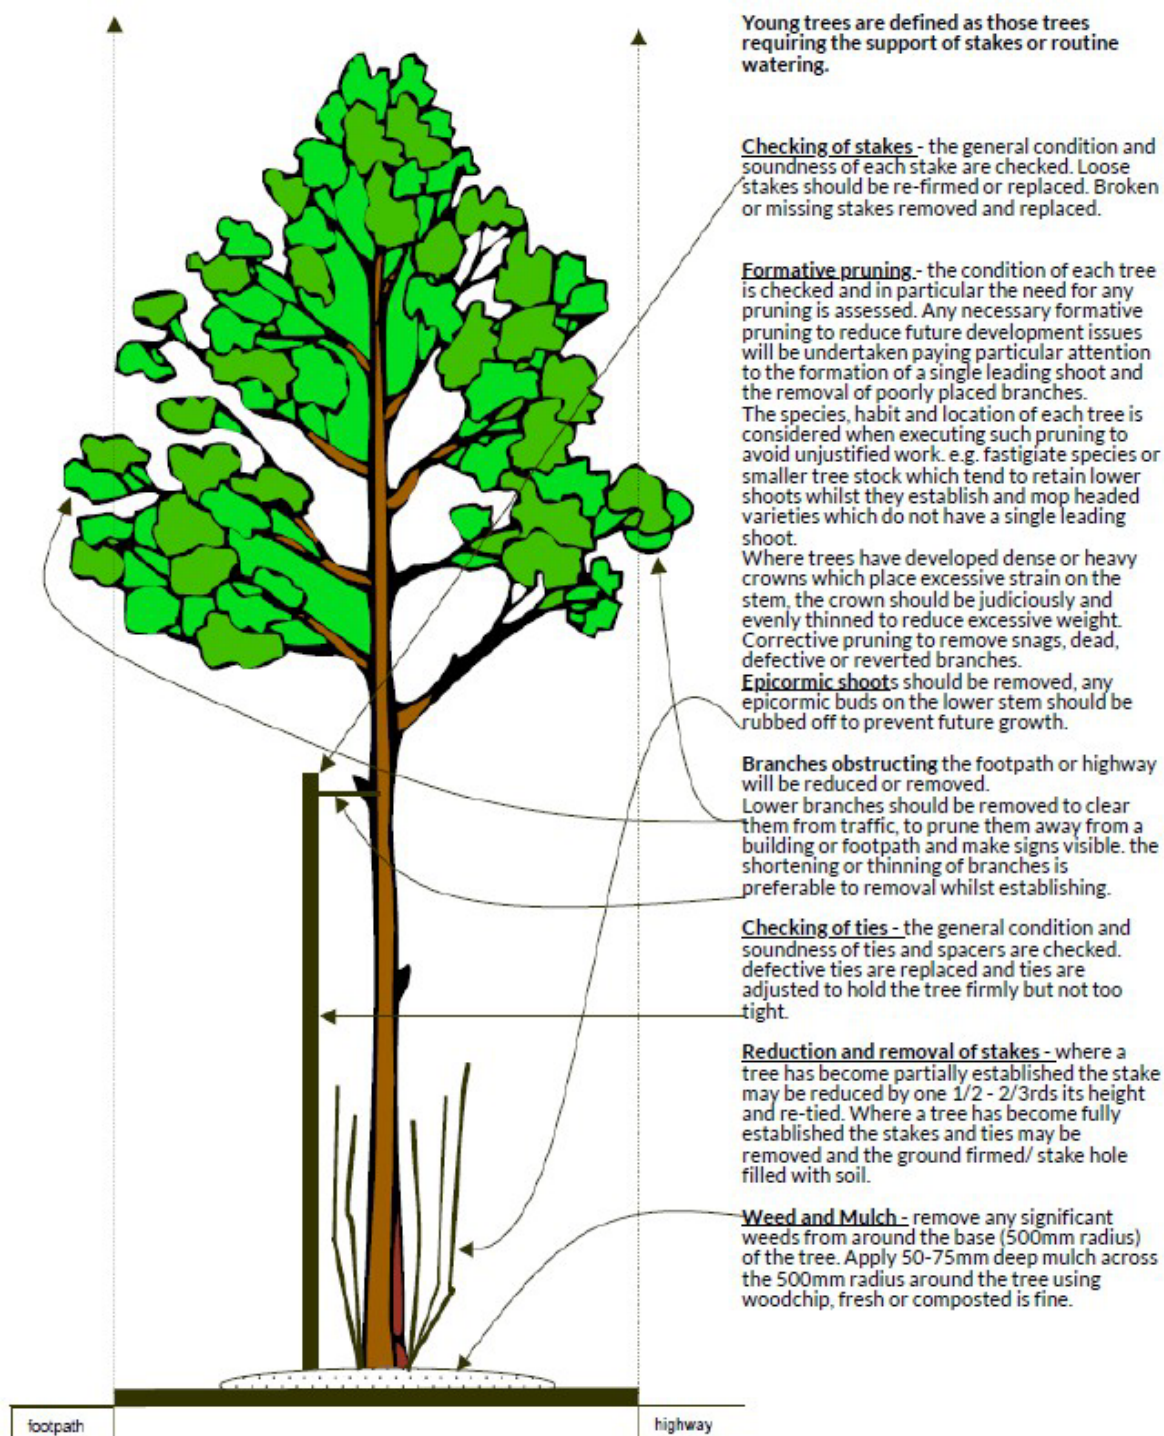 Young trees are defined as those trees
requiring the support of stakes or routine
watering.
Checking of stakes - the general condition and
soundness of each stake are checked. Loose
stakes should be re-firmed or replaced. Broken
or missing stakes removed and replaced.
Formative pruning - the condition of each tree
is checked and in particular the need for any
pruning is assessed. Any necessary formative
pruning to reduce future development issues
will be undertaken paying particular attention
to the formation of a single leading shoot and
the removal of poorly placed branches.
The species, habit and location of each tree is
considered when executing such pruning to
avoid unjustified work. e.g. fastigiate species or
smaller tree stock which tend to retain lower
shoots whilst they establish and mop headed
varieties which do not have a single leading
shoot.
Where trees have developed dense or heavy
crowns which place excessive strain on the
stem, the crown should be judiciously and
evenly thinned to reduce excessive weight.
Corrective pruning to remove snags, dead,
defective or reverted branches.
Epicormic shoots should be removed, any
epicormic buds on the lower stem should be
rubbed off to prevent future growth.
Branches obstructing the footpath or highway
will be reduced or removed.
Lower branches should be removed to clear
them from traffic, to prune them away from a
building or footpath and make signs visible. the
shortening or thinning of branches is
preferable to removal whilst establishing.
Checking of ties - the general condition and
soundness of ties and spacers are checked.
defective ties are replaced and ties are
adjusted to hold the tree firmly but not too
tight.
Reduction and removal of stakes - where a
tree has become partially established the stake
may be reduced by one 1/2 - 2/3rds its height
and re-tied. Where a tree has become fully
established the stakes and ties may be
removed and the ground firmed/ stake hole
filled with soil.
Weed and Mulch - remove any significant
weeds from around the base (500mm radius)
of the tree. Apply 50-75mm deep mulch across
the 500mm radius around the tree using
woodchip, fresh or composted is fine.
footpath
highway